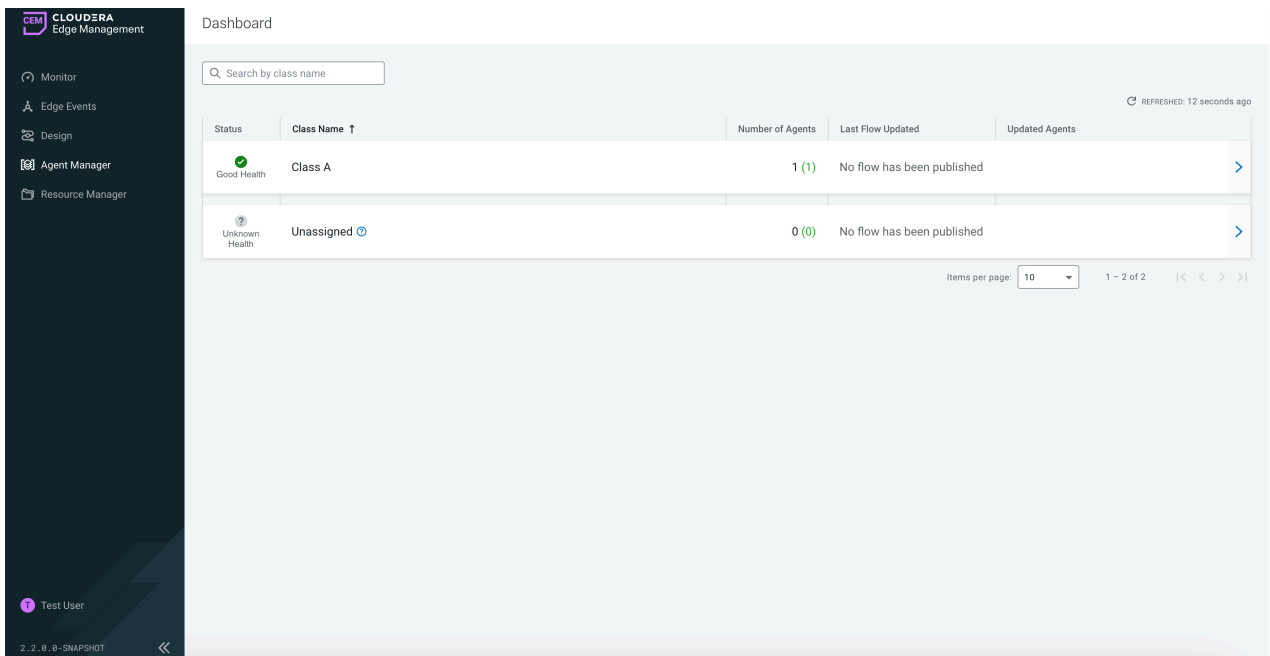 CEM CLOUDERA
Edge Management
Dashboard
Monitor
Edge Events
Design
Agent Manager
Resource Manager
Search by class name
REFRESHED: 12 seconds ago
Status Class Name ↑ Number of Agents Last Flow Updated Updated Agents
Good Health Class A 1 (1) No flow has been published
?
Unknown
Health
Unassigned ? 0 (0) No flow has been published
Items per page: 10 1 – 2 of 2
T Test User
2.2.0.0-SNAPSHOT